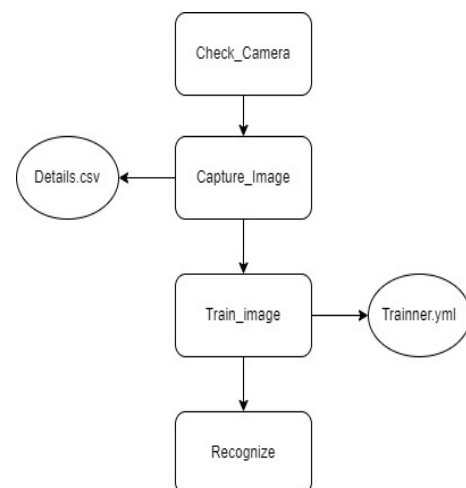 Check_Camera
Details.csv
Capture_Image
Train_image
Trainner.yml
Recognize